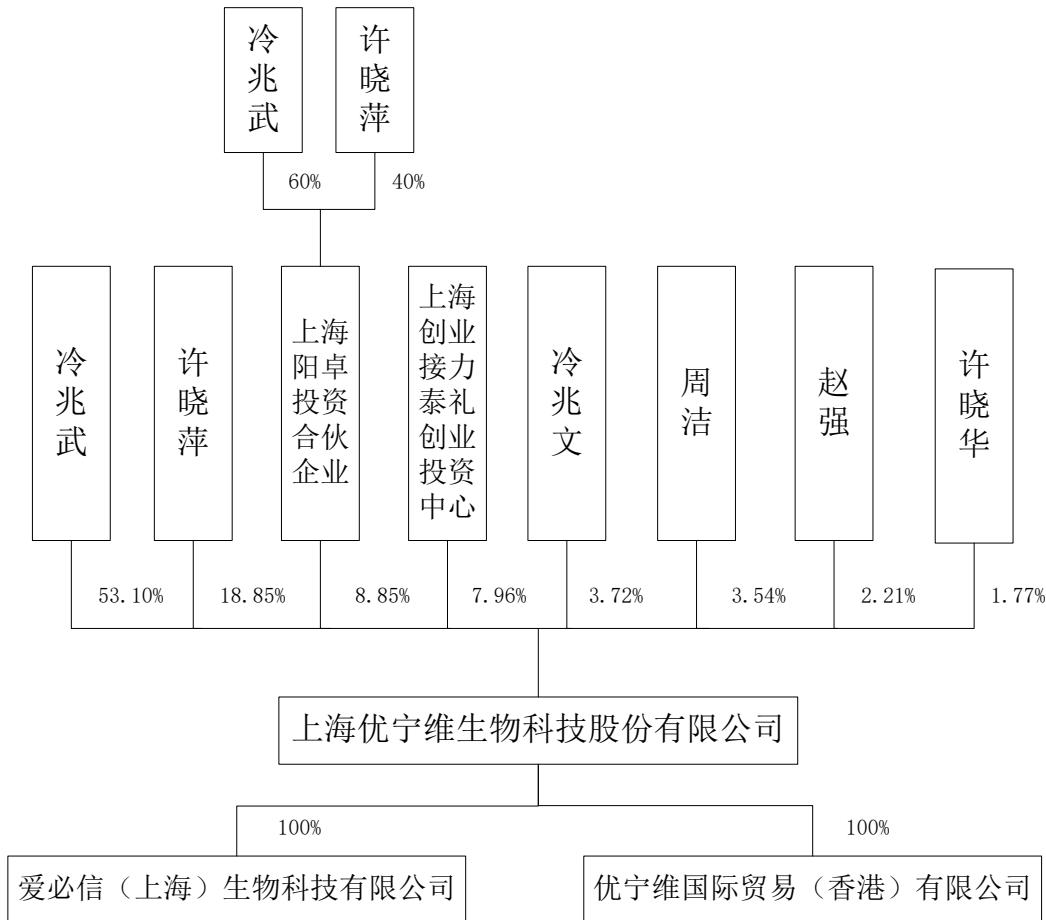 冷兆武
许晓萍
60%
40%
冷兆武
许晓萍
上海
阳卓
投资
合伙
企业
上海
创业
接力
泰礼
创业
投资
中心
冷兆文
周洁
赵强
许晓华
53.10%
18.85%
8.85%
7.96%
3.72%
3.54%
2.21%
1.77%
上海优宁维生物科技股份有限公司
100%
100%
爱必信（上海）生物科技有限公司
优宁维国际贸易（香港）有限公司